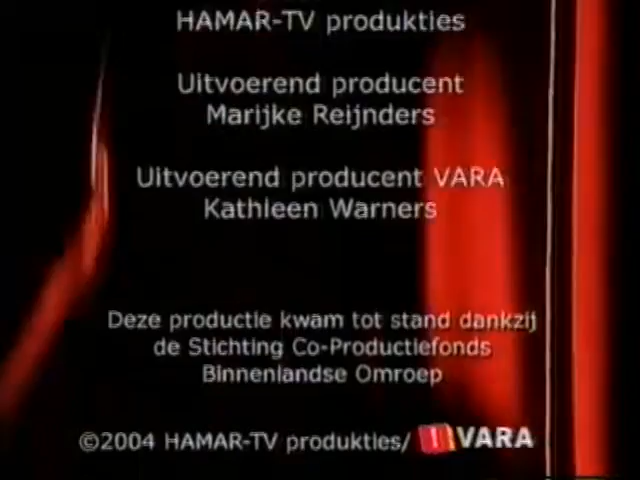 HAMAR-TV produkties
Uitvoerend producent
Marijke Reijnders
Uitvoerend producent VARA
Kathleen Warners
Deze productie kwam tot stand dankzij
de Stichting Co-Productiefonds
Binnenlandse Omroep
©2004 HAMAR-TV produkties/ VARA